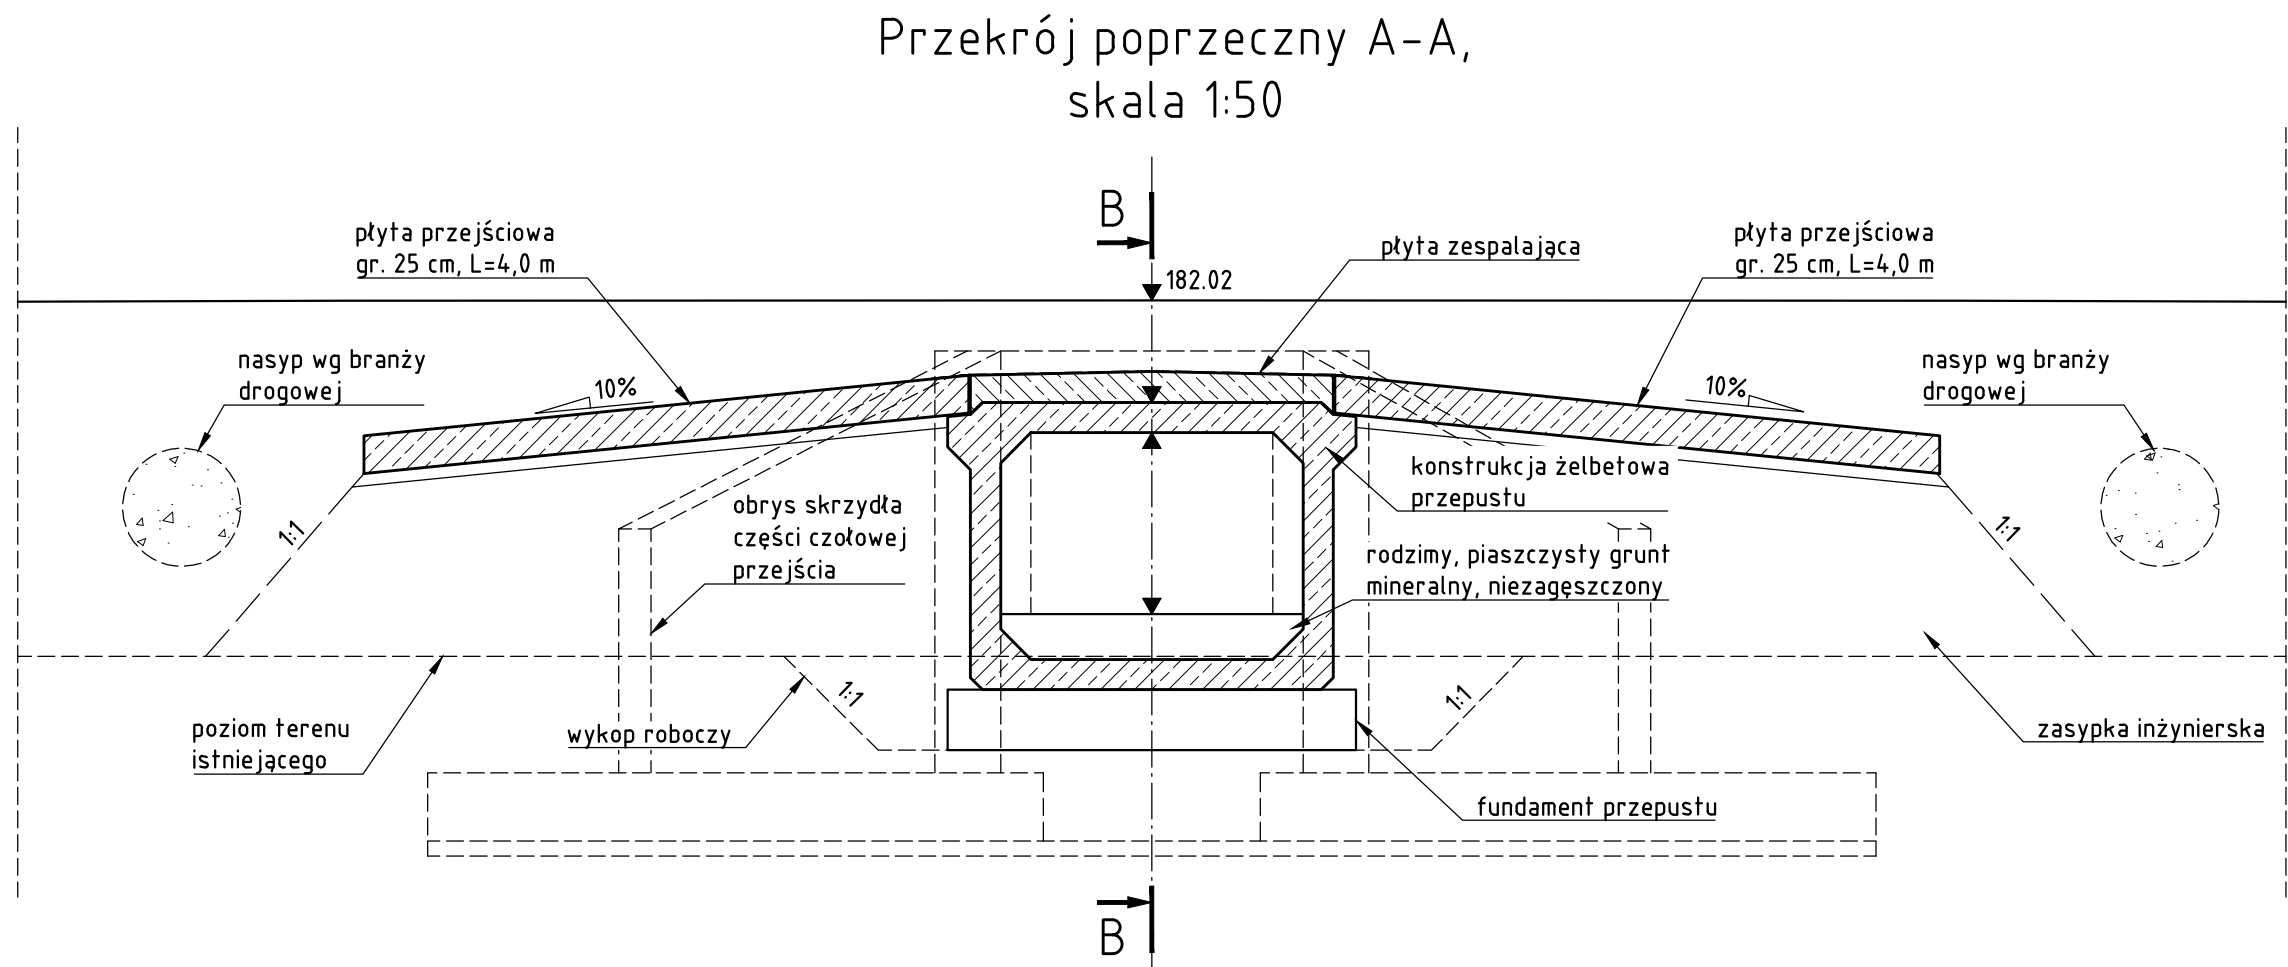 Przekrój poprzeczny A-A,
skala 1:50
B
płyta przejściowa
gr. 25 cm, L=4,0 m
płyta zespalająca
płyta przejściowa
gr. 25 cm, L=4,0 m
182.02
nasyp wg branży
drogowej
10%
10%
nasyp wg branży
drogowej
konstrukcja żelbetowa
przepustu
obrys skrzydła
części czołowej
przejścia
1:1
1:1
rodzimy, piaszczysty grunt
mineralny, niezagęszczony
1:1
1:1
poziom terenu
istniejącego
wykop roboczy
zasypka inżynierska
fundament przepustu
B